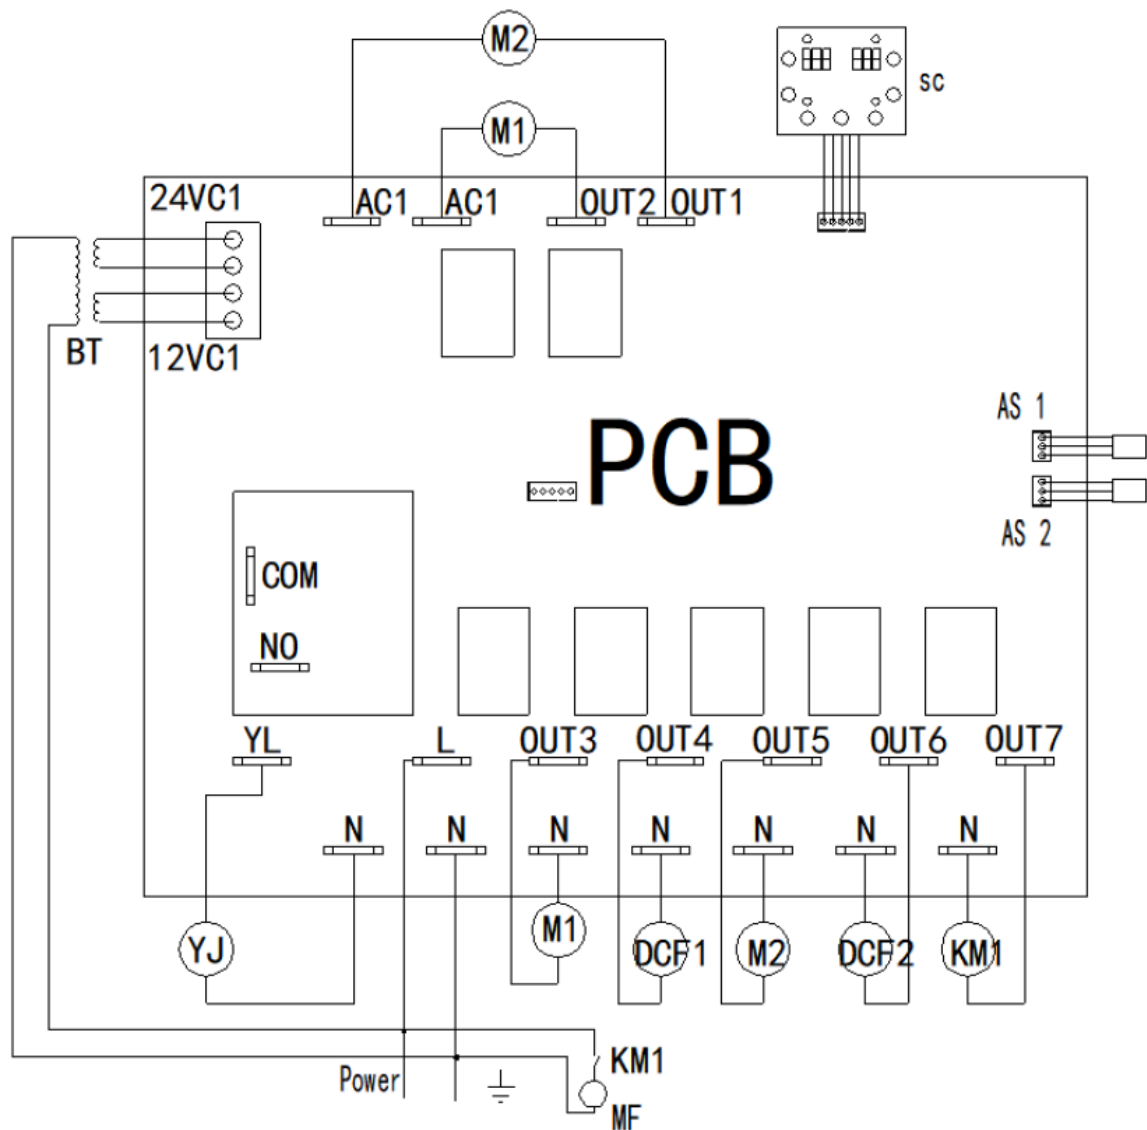 M2
sc
M1
24VC1
AC1 AC1 OUT2 OUT1
BT
12VC1
AS 1
PCB
AS 2
COM
NO
YL L OUT3 OUT4 OUT5 OUT6 OUT7
N N N N N N N
YJ M1 DCF1 M2 DCF2 KM1
Power
KM1
MF